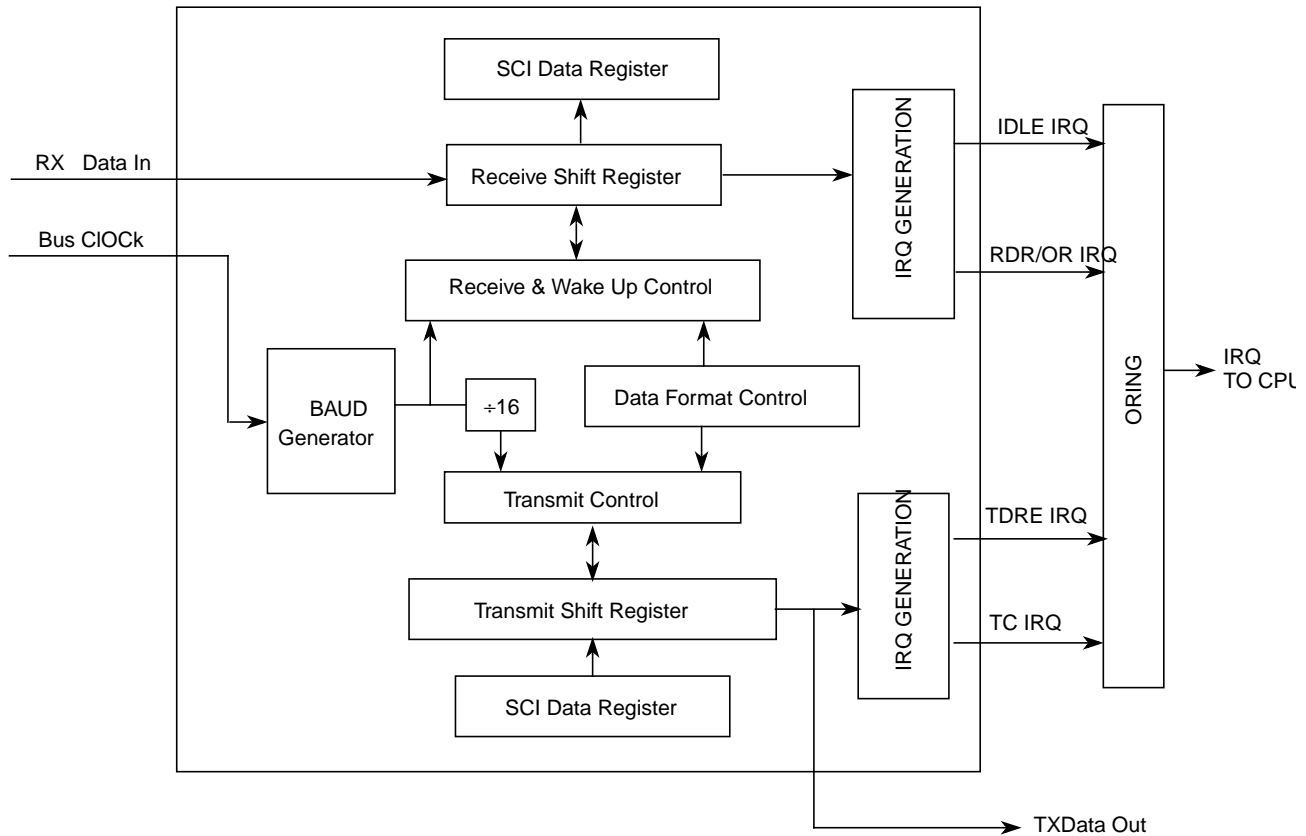 SCI Data Register
IRQ GENERATION
IDLE IRQ
RX Data In
Receive Shift Register
Bus ClOCk
RDR/OR IRQ
Receive & Wake Up Control
ORING
IRQ
TO CPU
BAUD
Generator
÷16
Data Format Control
Transmit Control
IRQ GENERATION
TDRE IRQ
Transmit Shift Register
TC IRQ
SCI Data Register
TXData Out